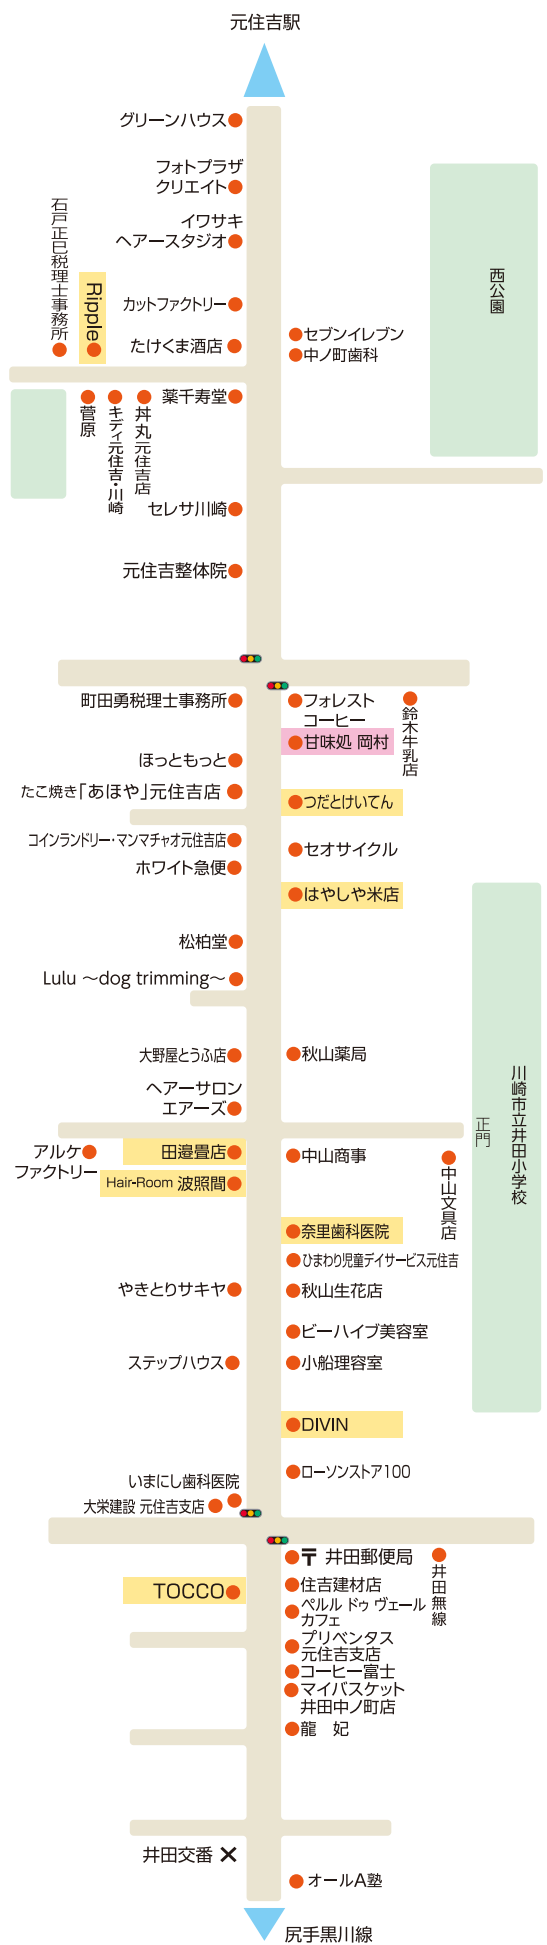 元住吉駅
グリーンハウス
フォトプラザ
クリエイト
イワサキ
ヘアースタジオ
西公園
石戸正巳税理士事務所
Ripple
カットファクトリー
たけくま酒店
セブンイレブン
中ノ町歯科
菅原
キディ元住吉・川崎
丼丸元住吉店
薬千寿堂
セレサ川崎
元住吉整体院
町田勇税理士事務所
フォレスト
コーヒー
鈴木牛乳店
甘味処 岡村
ほっともっと
たこ焼き「あほや」元住吉店
つだとけいてん
コインランドリー・マンマチャオ元住吉店
セオサイクル
ホワイト急便
はやしや米店
松柏堂
Lulu ～dog trimming～
大野屋とうふ店
秋山薬局
川崎市立井田小学校
正門
ヘアーサロン
エアーズ
アルケ
ファクトリー
田邉畳店
中山商事
中山文具店
Hair-Room 波照間
奈里歯科医院
ひまわり児童デイサービス元住吉
やきとりサキヤ
秋山生花店
ビーハイブ美容室
ステップハウス
小船理容室
DIVIN
ローソンストア100
いまにし歯科医院
大栄建設 元住吉支店
〒 井田郵便局
井田無線
TOCCO
住吉建材店
ペルル ドゥ ヴェール
カフェ
プリベンタス
元住吉支店
コーヒー富士
マイバスケット
井田中ノ町店
龍　妃
井田交番
オールA塾
尻手黒川線